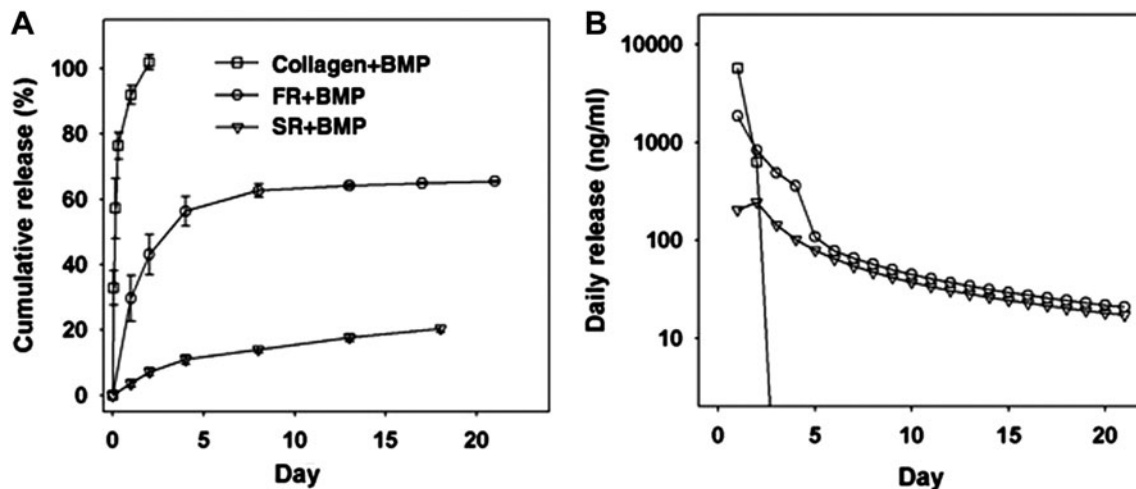 A
Cumulative release (%)
100
80
60
40
20
0
Collagen+BMP
FR+BMP
SR+BMP
0 5 10 15 20
Day
B
Daily release (ng/ml)
10000
1000
100
10
0 5 10 15 20
Day